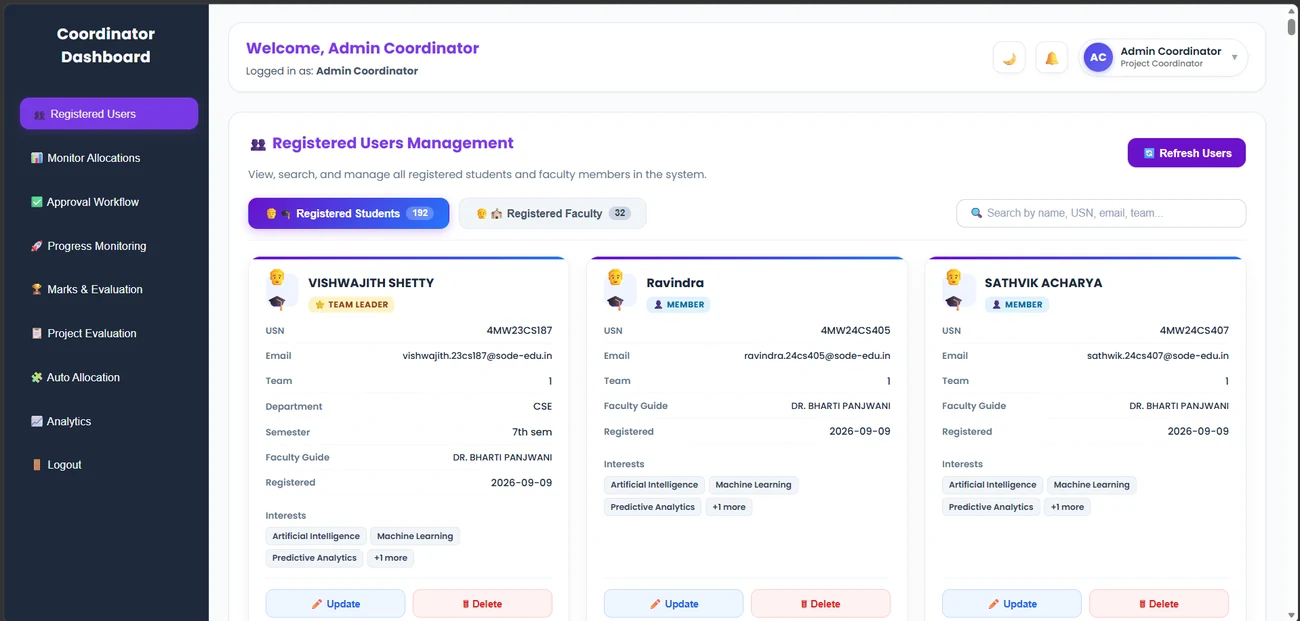 Coordinator
Dashboard
Registered Users
Monitor Allocations
Approval Workflow
Progress Monitoring
Marks & Evaluation
Project Evaluation
Auto Allocation
Analytics
Logout
Welcome, Admin Coordinator
Logged in as: Admin Coordinator
AC
Admin Coordinator
Project Coordinator
Registered Users Management
View, search, and manage all registered students and faculty members in the system.
Refresh Users
Registered Students 192
Registered Faculty 32
Search by name, USN, email, team...
VISHWAJITH SHETTY
TEAM LEADER
USN 4MW23CS187
Email vishwajith.23cs187@sode-edu.in
Team 1
Department CSE
Semester 7th sem
Faculty Guide DR. BHARTI PANJWANI
Registered 2026-09-09
Interests
Artificial Intelligence Machine Learning
Predictive Analytics +1 more
Update Delete
Ravindra
MEMBER
USN 4MW24CS405
Email ravindra.24cs405@sode-edu.in
Team 1
Faculty Guide DR. BHARTI PANJWANI
Registered 2026-09-09
Interests
Artificial Intelligence Machine Learning
Predictive Analytics +1 more
Update Delete
SATHVIK ACHARYA
MEMBER
USN 4MW24CS407
Email sathwik.24cs407@sode-edu.in
Team 1
Faculty Guide DR. BHARTI PANJWANI
Registered 2026-09-09
Interests
Artificial Intelligence Machine Learning
Predictive Analytics +1 more
Update Delete